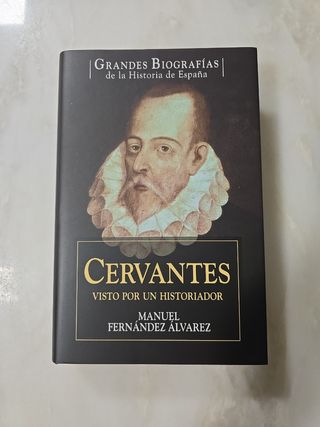 GRANDES BIOGRAFÍAS
de la Historia de España
CERVANTES
VISTO POR UN HISTORIADOR
MANUEL
FERNÁNDEZ ÁLVAREZ